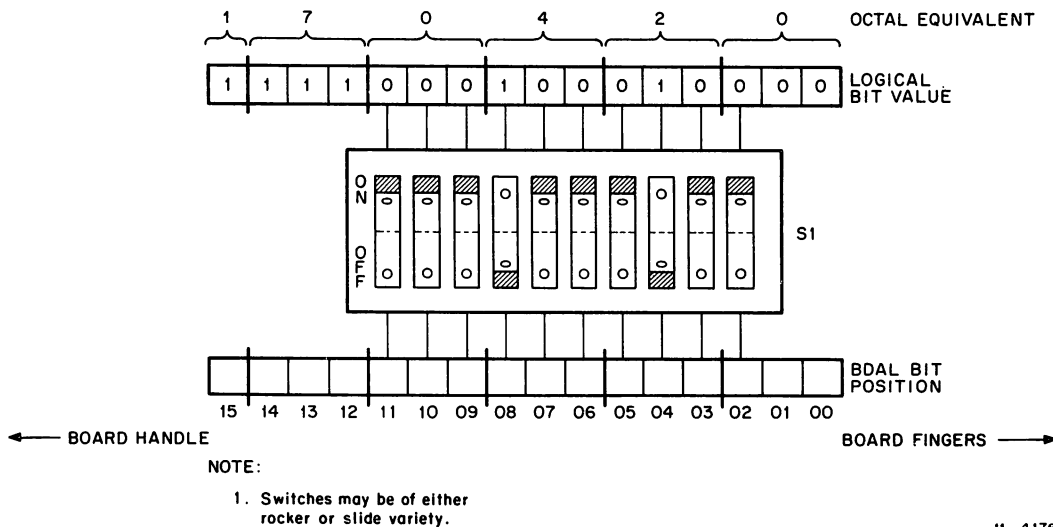 1 7 0 4 2 0 OCTAL EQUIVALENT
1 1 1 1 0 0 0 1 0 0 0 1 0 0 0 0 LOGICAL
BIT VALUE
ON
OFF
S1
BDAL BIT
POSITION
15 14 13 12 11 10 09 08 07 06 05 04 03 02 01 00
BOARD HANDLE BOARD FINGERS
NOTE:
1. Switches may be of either
rocker or slide variety.